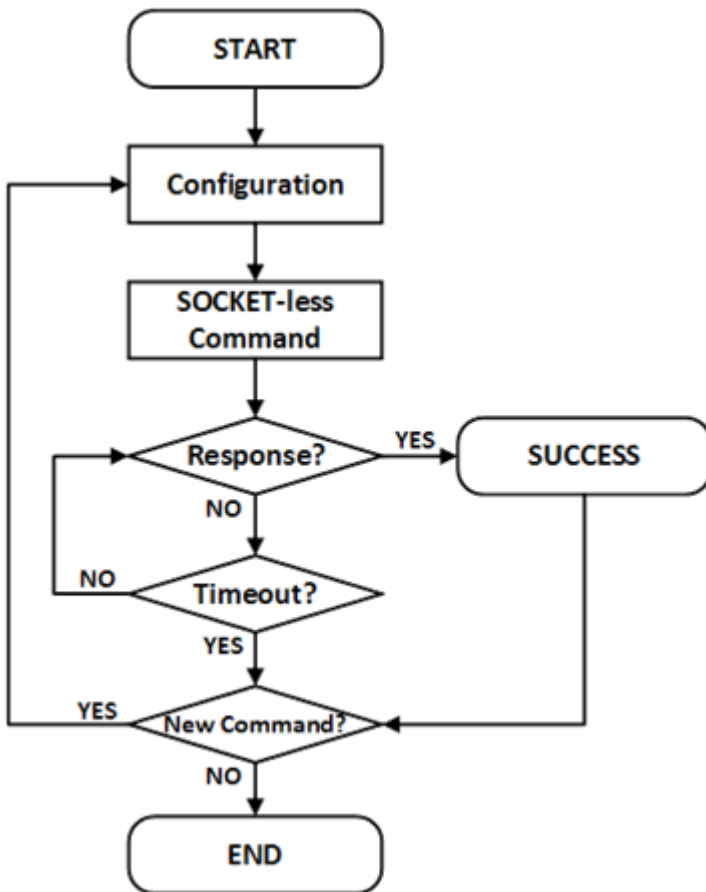 START
Configuration
SOCKET-less
Command
Response?
YES
SUCCESS
NO
NO
Timeout?
YES
YES
New Command?
NO
END